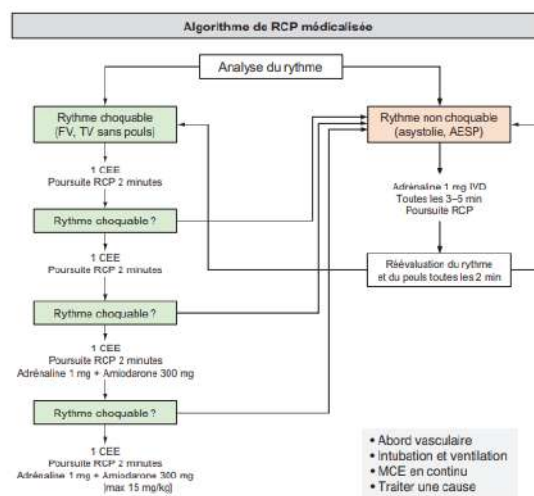 Algorithme de RCP médicalisée
Analyse du rythme
Rythme choquable
(FV, TV sans pouls)
1 CEE
Poursuite RCP 2 minutes
Rythme choquable ?
1 CEE
Poursuite RCP 2 minutes
Rythme choquable ?
1 CEE
Poursuite RCP 2 minutes
Adrénaline 1 mg + Amiodarone 300 mg
Rythme choquable ?
1 CEE
Poursuite RCP 2 minutes
Adrénaline 1 mg + Amiodarone 300 mg
(max 15 mg/kg)
Rythme non choquable
(asystolie, AESP)
Adrénaline 1 mg IVD
Toutes les 3–5 min
Poursuite RCP
Réévaluation du rythme
et du pouls toutes les 2 min
• Abord vasculaire
• Intubation et ventilation
• MCE en continu
• Traiter une cause